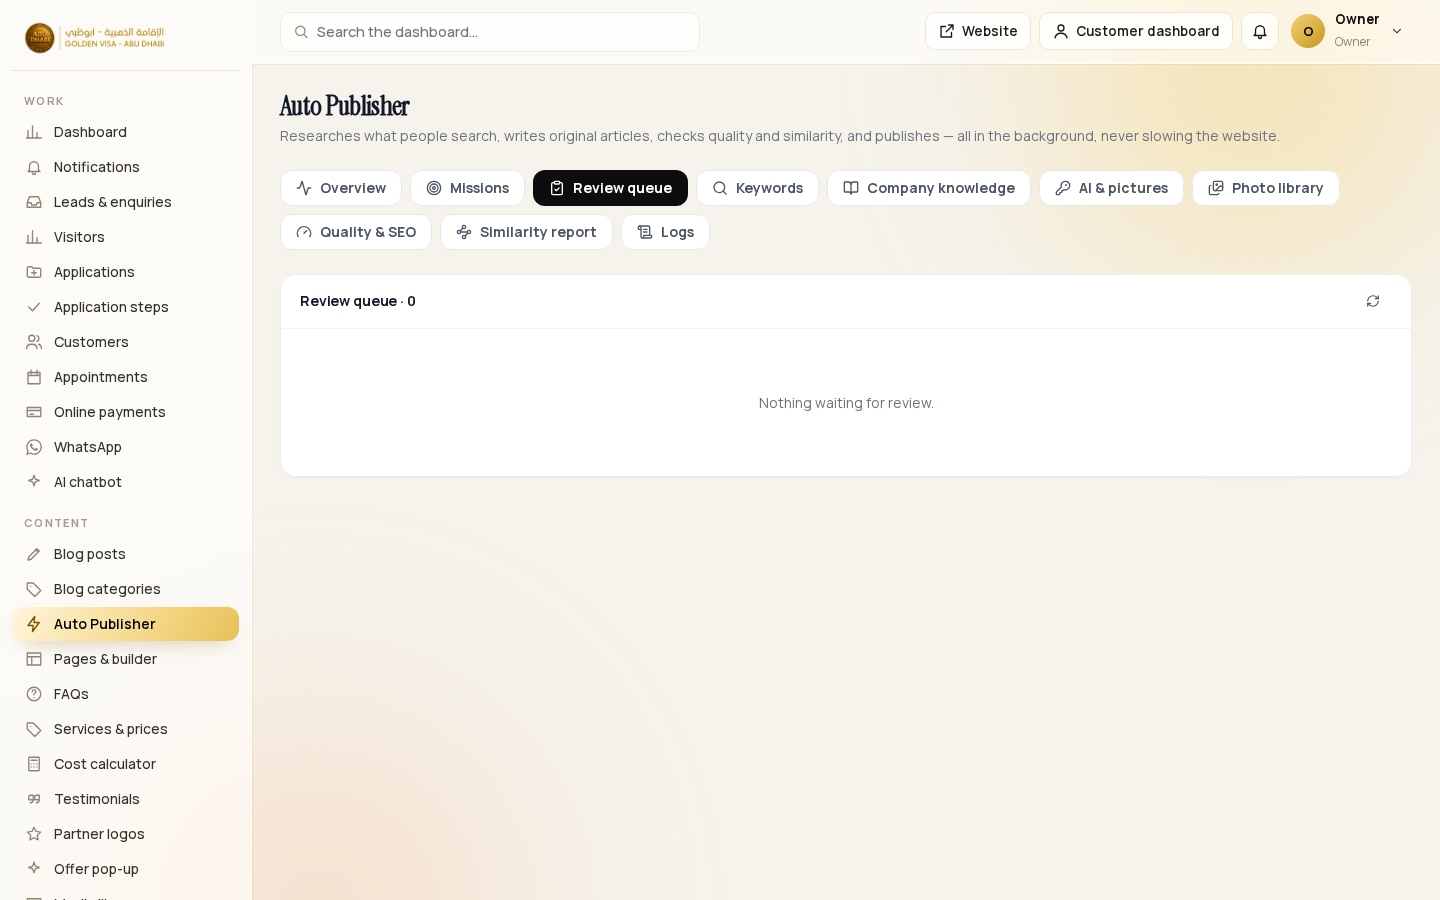 الإقامة الذهبية - أبوظبي
GOLDEN VISA - ABU DHABI
ABU DHABI
Search the dashboard...
Website
Customer dashboard
O
Owner
Owner
WORK
Dashboard
Notifications
Leads & enquiries
Visitors
Applications
Application steps
Customers
Appointments
Online payments
WhatsApp
AI chatbot
CONTENT
Blog posts
Blog categories
Auto Publisher
Pages & builder
FAQs
Services & prices
Cost calculator
Testimonials
Partner logos
Offer pop-up
Auto Publisher
Researches what people search, writes original articles, checks quality and similarity, and publishes — all in the background, never slowing the website.
Overview
Missions
Review queue
Keywords
Company knowledge
AI & pictures
Photo library
Quality & SEO
Similarity report
Logs
Review queue · 0
Nothing waiting for review.